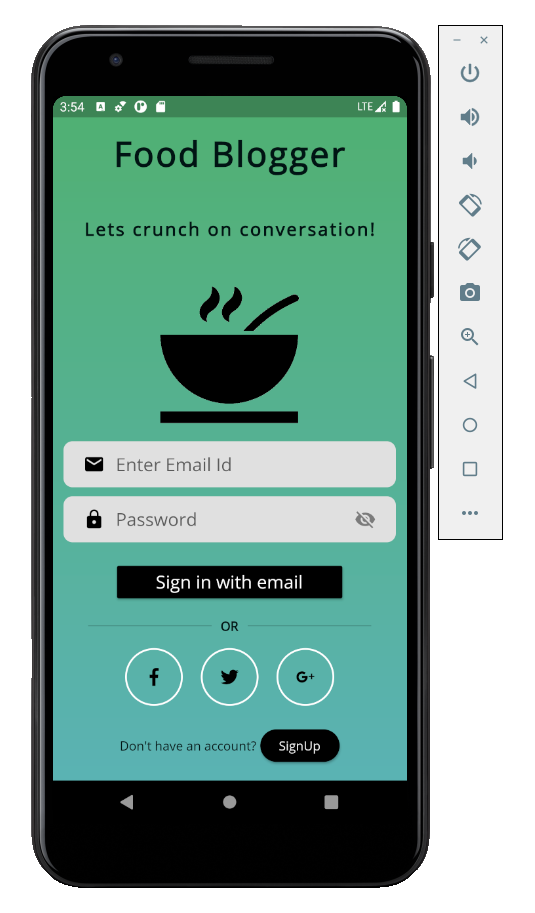 3:54 LTE
Food Blogger
Lets crunch on conversation!
Enter Email Id
Password
Sign in with email
OR
G+
Don't have an account? SignUp